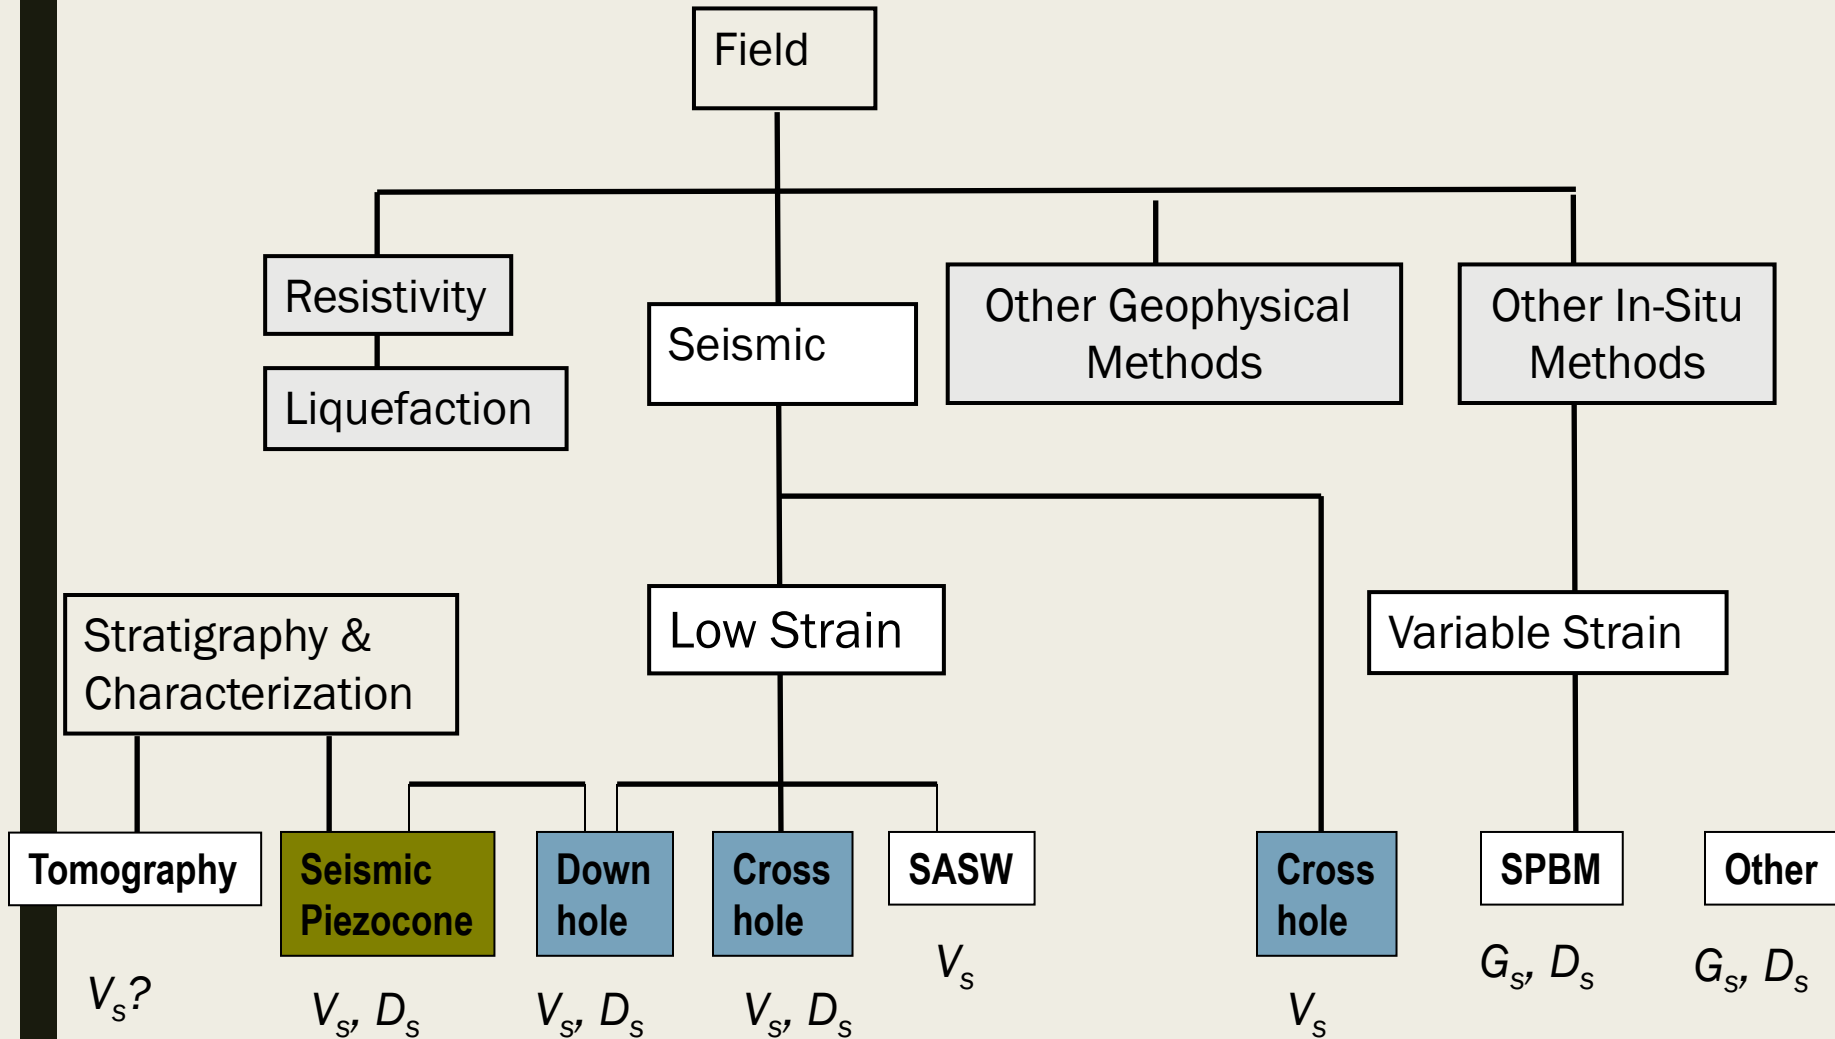 Field
Resistivity
Liquefaction
Seismic
Other Geophysical
Methods
Other In-Situ
Methods
Stratigraphy &
Characterization
Low Strain
Variable Strain
Tomography
Seismic
Piezocone
Down
hole
Cross
hole
SASW
Cross
hole
SPBM
Other
Vs?
Vs, Ds
Vs, Ds
Vs, Ds
Vs
Vs
Gs, Ds
Gs, Ds